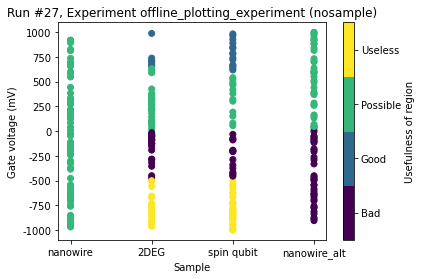 Run #27, Experiment offline_plotting_experiment (nosample)
1000
750
500
250
0
-250
-500
-750
-1000
Gate voltage (mV)
nanowire
2DEG
spin qubit
nanowire_alt
Sample
Useless
Possible
Good
Bad
Usefulness of region